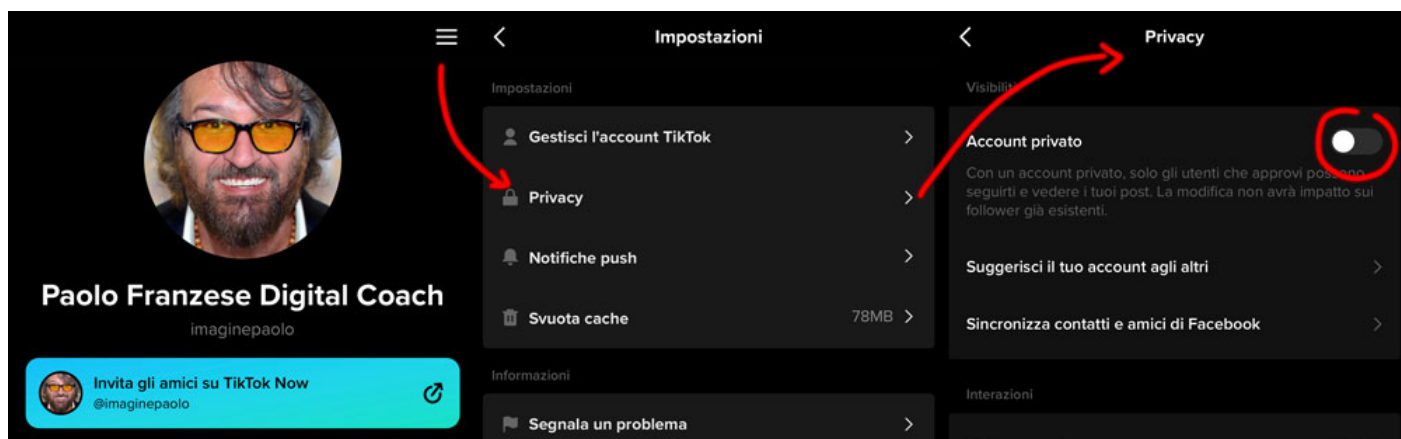 Paolo Franzese Digital Coach
imaginepaolo
Invita gli amici su TikTok Now
@imaginepaolo
Impostazioni
Impostazioni
Gestisci l'account TikTok
Privacy
Notifiche push
Svuota cache 78MB
Informazioni
Segnala un problema
Privacy
Visibilità
Account privato
Con un account privato, solo gli utenti che approvi possono
seguirti e vedere i tuoi post. La modifica non avrà impatto sui
follower già esistenti.
Suggerisci il tuo account agli altri
Sincronizza contatti e amici di Facebook
Interazioni